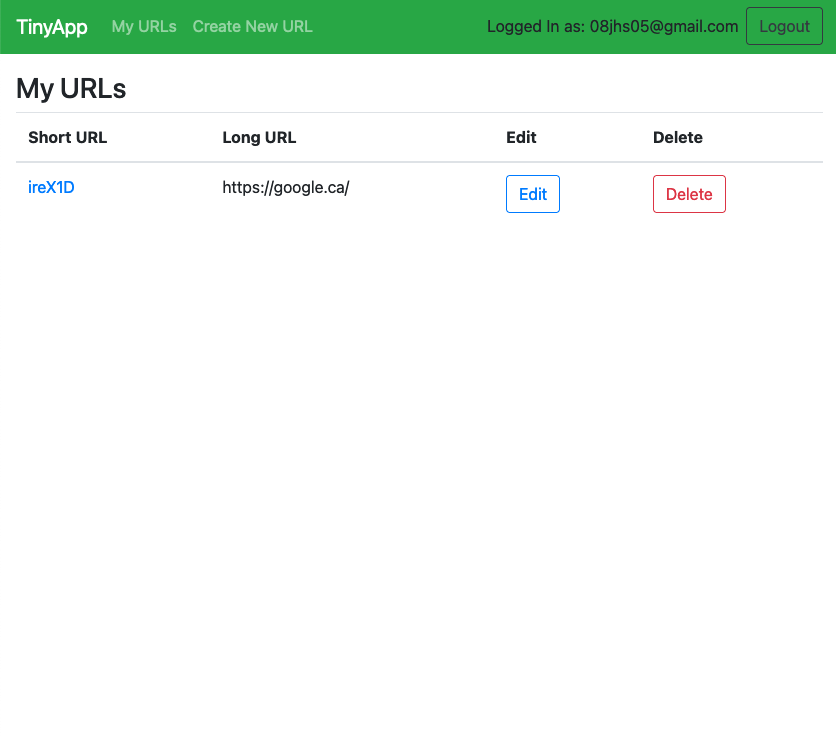 TinyApp My URLs Create New URL Logged In as: 08jhs05@gmail.com Logout
My URLs
Short URL Long URL Edit Delete
ireX1D https://google.ca/ Edit Delete